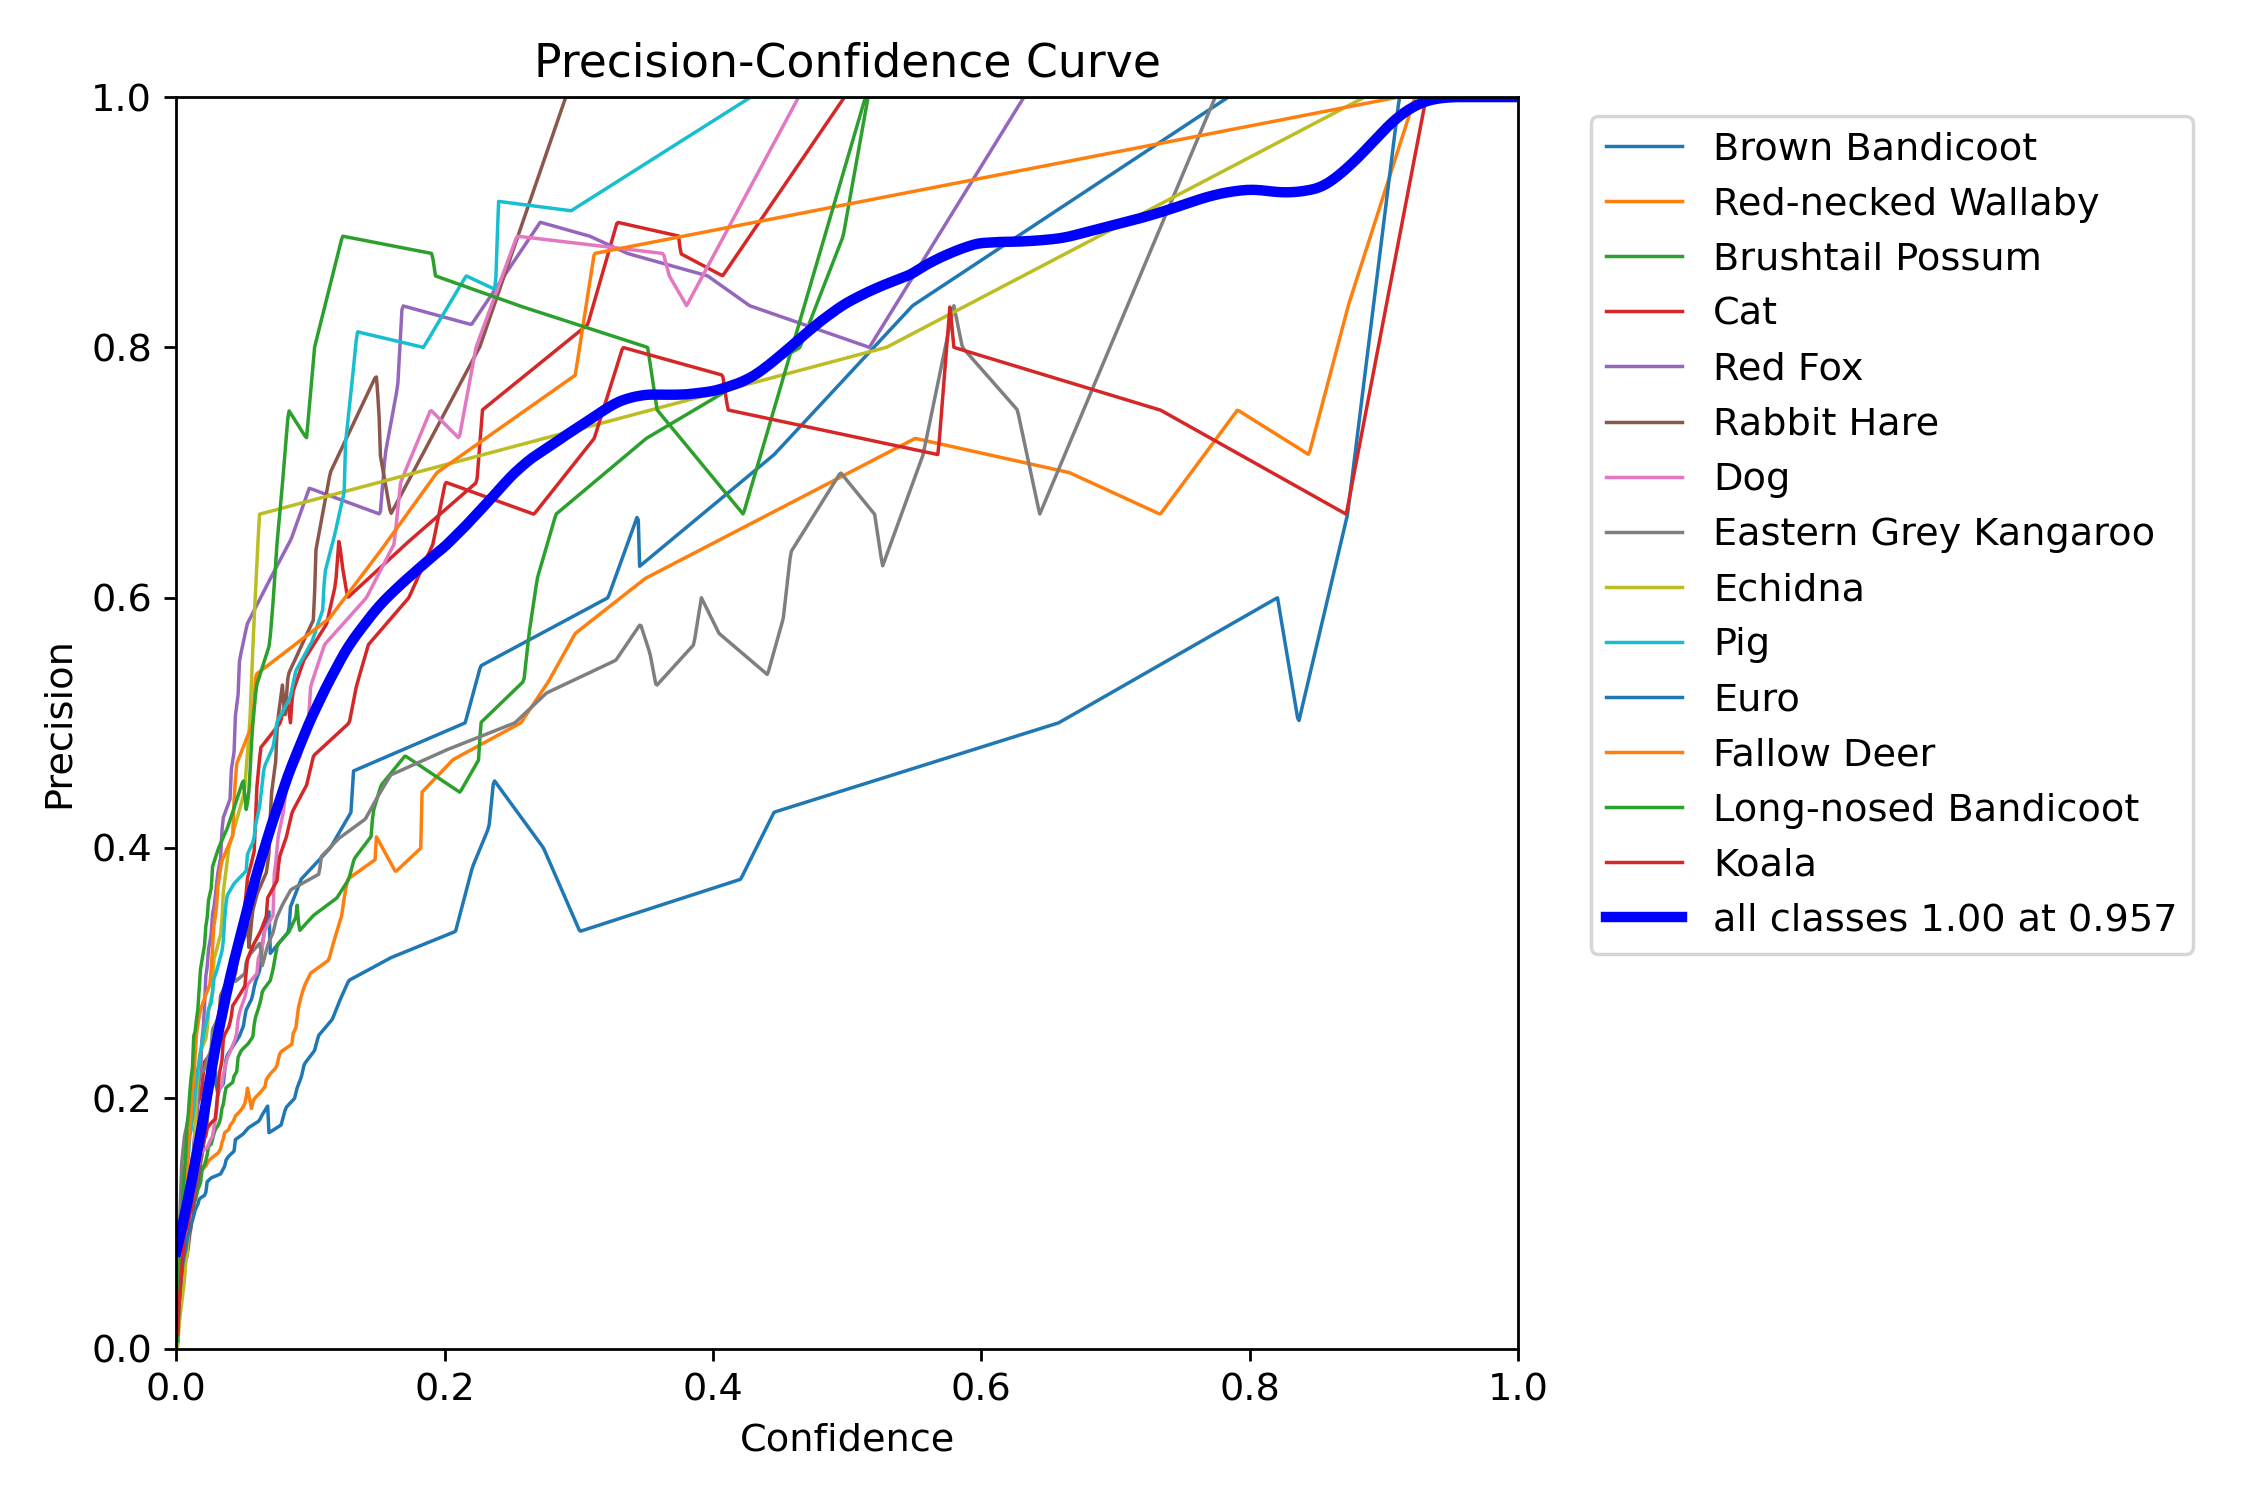 Precision-Confidence Curve
1.0
0.8
0.6
0.4
0.2
0.0
Precision
0.0 0.2 0.4 0.6 0.8 1.0
Confidence
Brown Bandicoot
Red-necked Wallaby
Brushtail Possum
Cat
Red Fox
Rabbit Hare
Dog
Eastern Grey Kangaroo
Echidna
Pig
Euro
Fallow Deer
Long-nosed Bandicoot
Koala
all classes 1.00 at 0.957